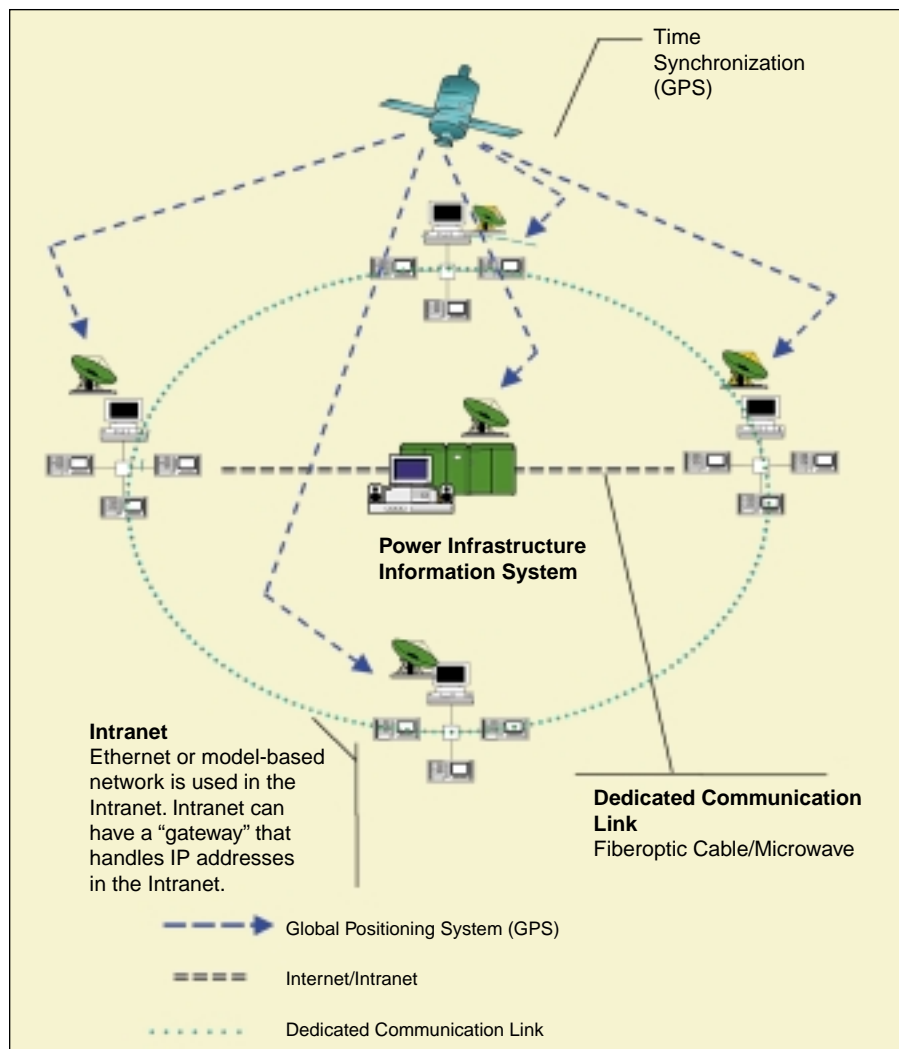 Time
Synchronization
(GPS)
Power Infrastructure
Information System
Intranet
Ethernet or model-based
network is used in the
Intranet. Intranet can
have a “gateway” that
handles IP addresses
in the Intranet.
Dedicated Communication
Link
Fiberoptic Cable/Microwave
Global Positioning System (GPS)
Internet/Intranet
Dedicated Communication Link